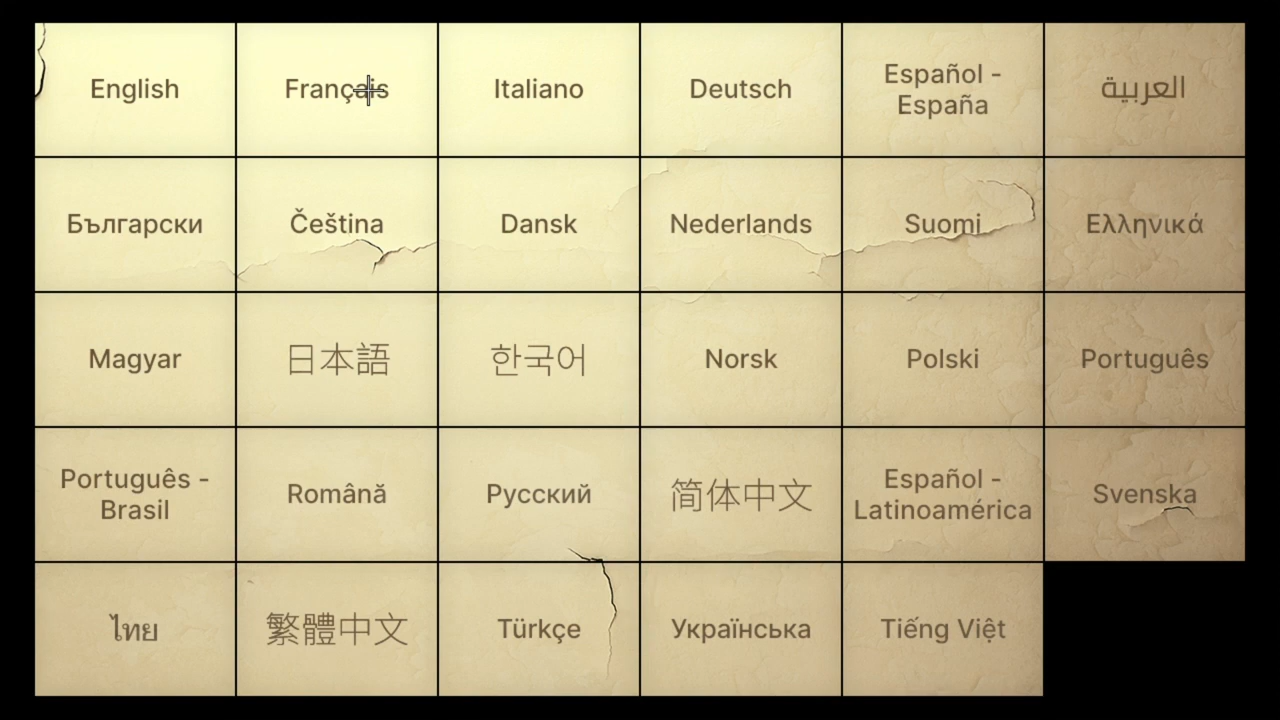 English
Français
Italiano
Deutsch
Español -
España
العربية
Български
Čeština
Dansk
Nederlands
Suomi
Ελληνικά
Magyar
日本語
한국어
Norsk
Polski
Português
Português -
Brasil
Română
Русский
简体中文
Español -
Latinoamérica
Svenska
ไทย
繁體中文
Türkçe
Українська
Tiếng Việt